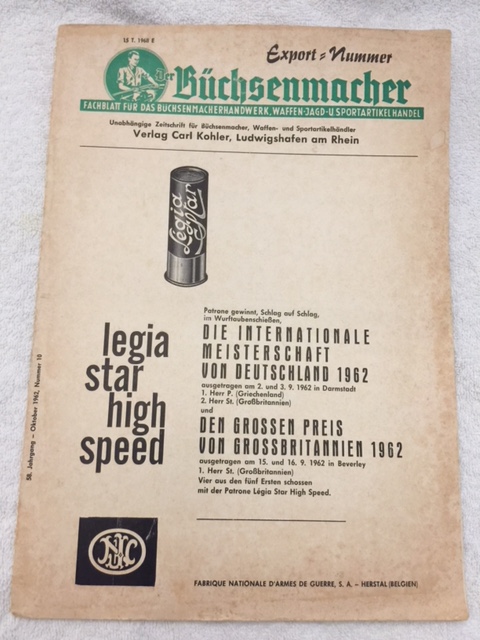 15 T. 1968 E
Export = Nummer
Der Büchsenmacher
FACHBLATT FÜR DAS BÜCHSENMACHERHANDWERK, WAFFEN-JAGD-U SPORTARTIKELHANDEL
Unabhängige Zeitschrift für Büchsenmacher, Waffen- und Sportartikelhändler
Verlag Carl Kohler, Ludwigshafen am Rhein
Légia
Star
legia
star
high
speed
Patrone gewinnt, Schlag auf Schlag,
im Wurftaubenschießen,
DIE INTERNATIONALE
MEISTERSCHAFT
VON DEUTSCHLAND 1962
ausgetragen am 2. und 3. 9. 1962 in Darmstadt
1. Herr P. (Griechenland)
2. Herr St. (Großbritannien)
und
DEN GROSSEN PREIS
VON GROSSBRITANNIEN 1962
ausgetragen am 15. und 16. 9. 1962 in Beverley
1. Herr St. (Großbritannien)
Vier aus den fünf Ersten schossen
mit der Patrone Légia Star High Speed.
58. Jahrgang – Oktober 1962, Nummer 10
FN
FABRIQUE NATIONALE D'ARMES DE GUERRE, S. A. – HERSTAL (BELGIEN)